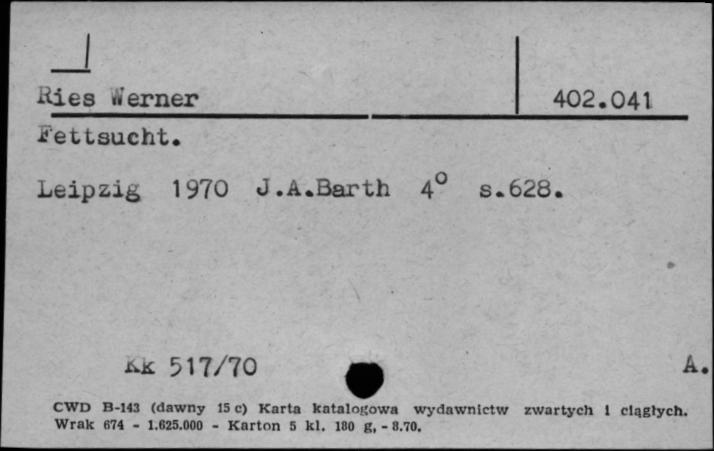 Ries Werner 402.041
Fettsucht.
Leipzig 1970 J.A.Barth 4° s.628.
Kk 517/70 A.
CWD B-143 (dawny 15 c) Karta katalogowa wydawnictw zwartych i ciągłych.
Wrak 674 - 1.625.000 - Karton 5 kl. 180 g, - 8.70.